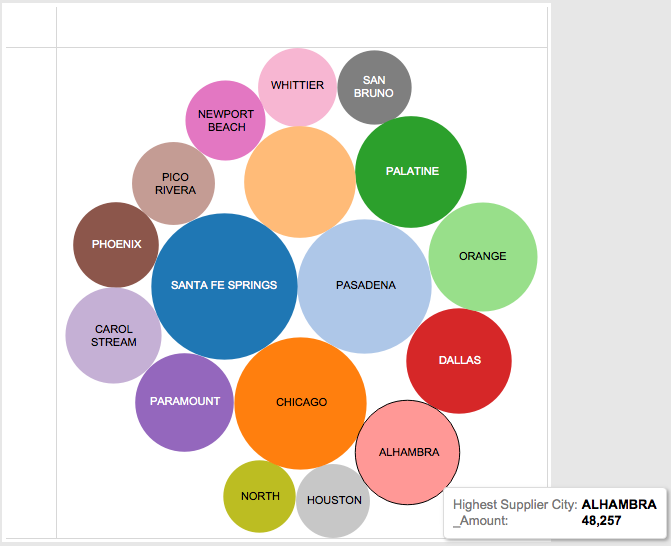 WHITTIER
SAN
BRUNO
NEWPORT
BEACH
PALATINE
PICO
RIVERA
PHOENIX
ORANGE
SANTA FE SPRINGS
PASADENA
CAROL
STREAM
DALLAS
PARAMOUNT
CHICAGO
ALHAMBRA
NORTH
HOUSTON
Highest Supplier City: ALHAMBRA
_Amount: 48,257